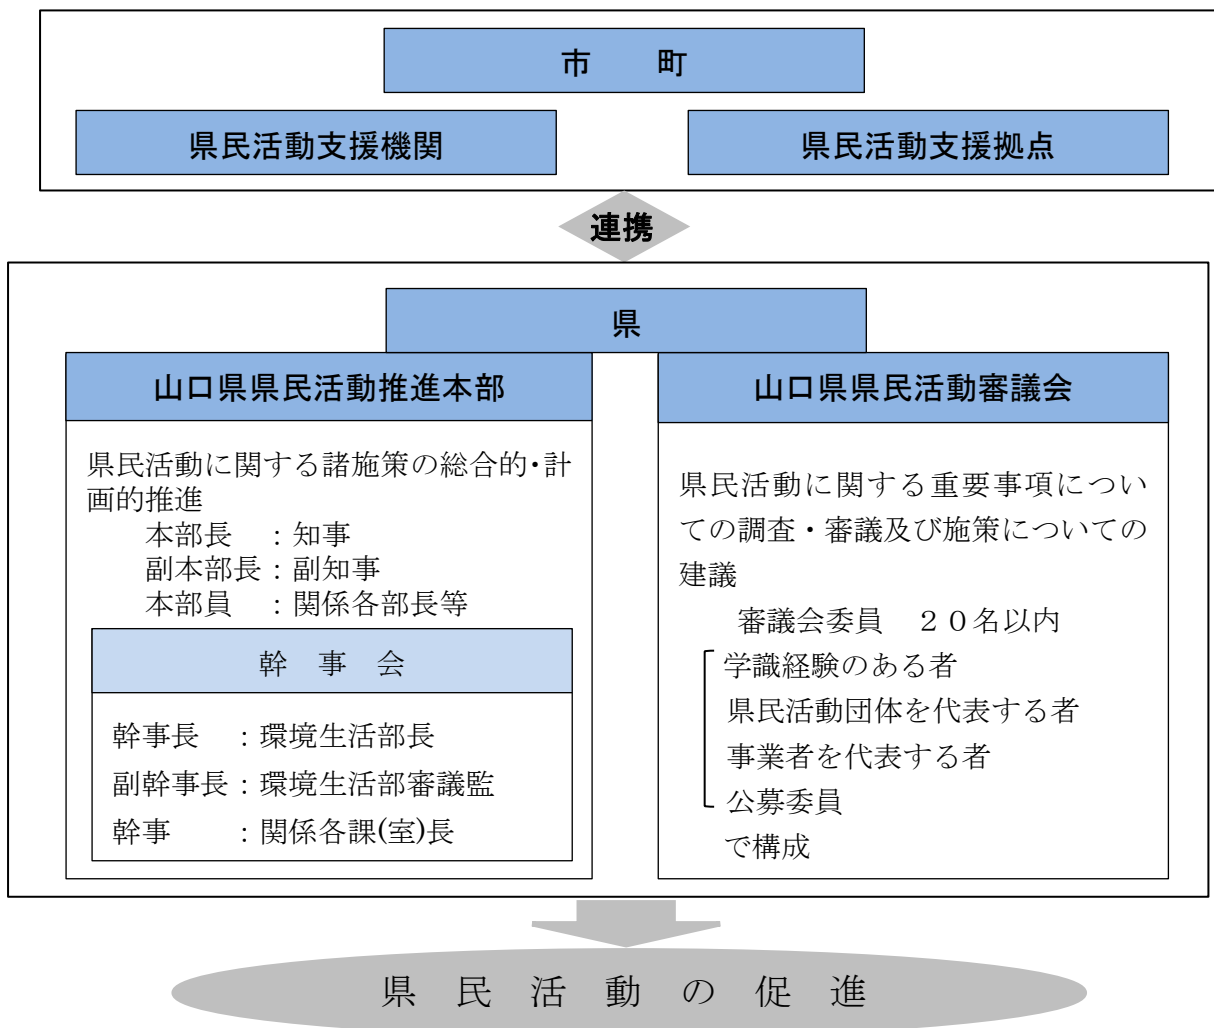 市　　町
県民活動支援機関
県民活動支援拠点
連携
県
山口県県民活動推進本部
県民活動に関する諸施策の総合的・計
画的推進
本部長　：知事
副本部長：副知事
本部員　：関係各部長等
幹　事　会
幹事長　：環境生活部長
副幹事長：環境生活部審議監
幹事　　：関係各課(室)長
山口県県民活動審議会
県民活動に関する重要事項につい
ての調査・審議及び施策についての
建議
審議会委員　２０名以内
学識経験のある者
県民活動団体を代表する者
事業者を代表する者
公募委員
で構成
県　民　活　動　の　促　進